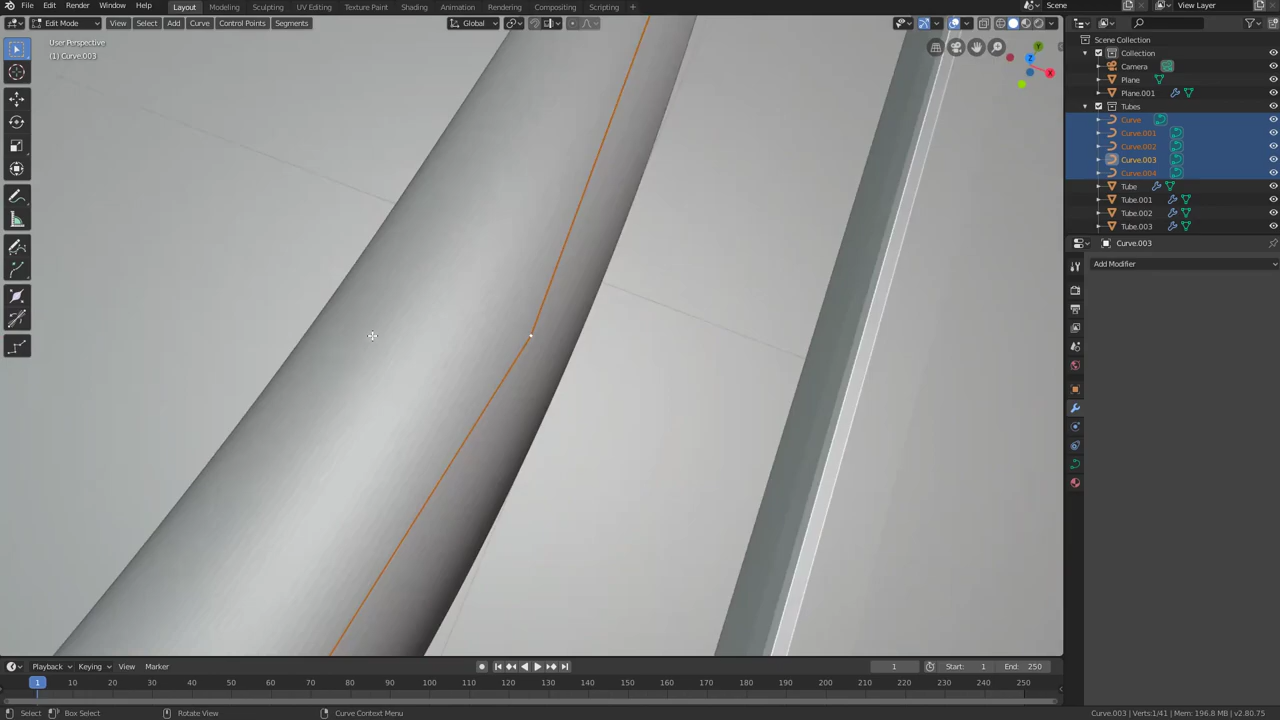 File Edit Render Window Help Layout Modeling Sculpting UV Editing Texture Paint Shading Animation Rendering Compositing Scripting + Scene View Layer
Edit Mode View Select Add Curve Control Points Segments Global
User Perspective
(1) Curve.003
Y
Z
X
Scene Collection
Collection
Camera
Plane
Plane.001
Tubes
Curve
Curve.001
Curve.002
Curve.003
Curve.004
Tube
Tube.001
Tube.002
Tube.003
Curve.003
Add Modifier
Playback Keying View Marker 1 Start: 1 End: 250
1 10 20 30 40 50 60 70 80 90 100 110 120 130 140 150 160 170 180 190 200 210 220 230 240 250
Select Box Select Rotate View Curve Context Menu Curve.003 | Verts:1/41 | Mem: 196.8 MB | v2.80.75